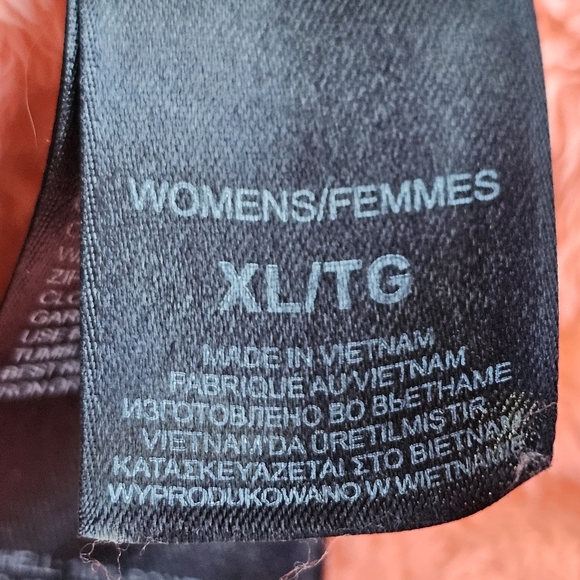 WOMENS/FEMMES
XL/TG
MADE IN VIETNAM
FABRIQUE AU VIETNAM
ИЗГОТОВЛЕНО ВО ВЬЕТНАМЕ
VIETNAM DA ÜRETILMIŞTIR
ΚΑΤΑΣΚΕΥΑΖΕΤΑΙ ΣΤΟ ΒΙΕΤΝΑΜ
WYPRODUKOWANO W WIETNAMIE